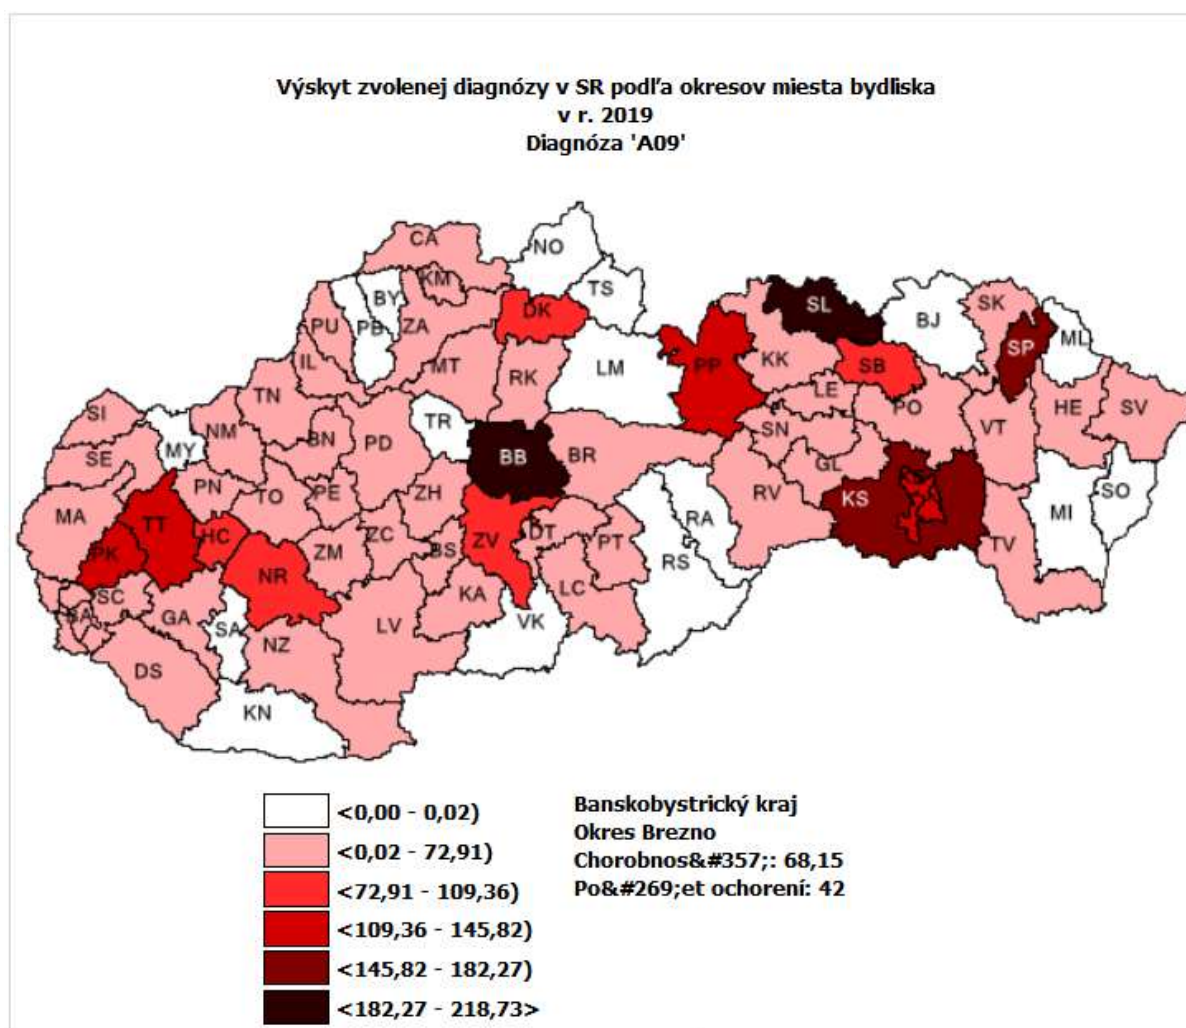 Výskyt zvolenej diagnózy v SR podľa okresov miesta bydliska
v r. 2019
Diagnóza 'A09'
CA
NO
KM
BY
TS
PB
DK
SL
PU
ZA
BJ
SK
ML
SP
IL
MT
RK
LM
PP
KK
SB
TN
LE
PO
HE
SV
SI
NM
BN
PD
TR
SN
VT
MY
BB
BR
SE
GL
PN
TO
PE
ZH
RV
KS
MA
SO
TT
RA
MI
HC
ZM
ZC
BS
ZV
DT
PT
TV
PK
RS
NR
KA
LC
SC
BA
GA
SA
LV
VK
NZ
DS
KN
<0,00 - 0,02)
<0,02 - 72,91)
<72,91 - 109,36)
<109,36 - 145,82)
<145,82 - 182,27)
<182,27 - 218,73>
Banskobystrický kraj
Okres Brezno
Chorobnos&#357;: 68,15
Po&#269;et ochorení: 42